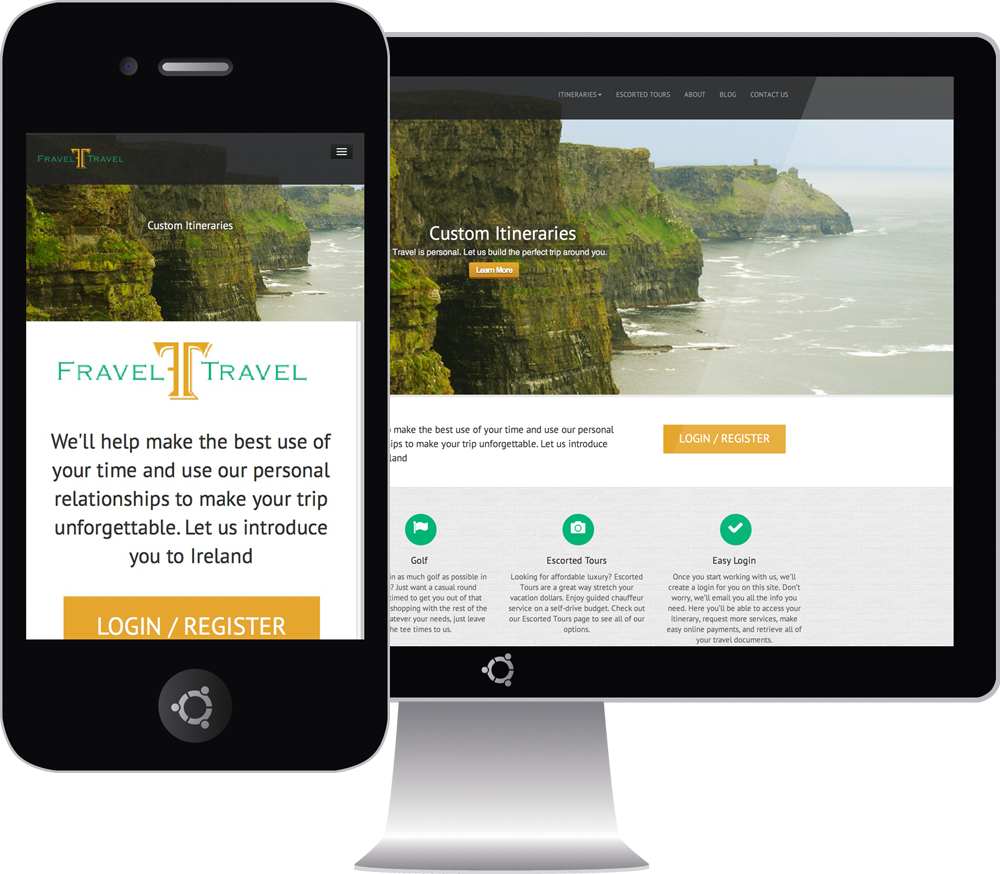 FRAVEL TT TRAVEL
Custom Itineraries
FRAVEL TT TRAVEL
We'll help make the best use of
your time and use our personal
relationships to make your trip
unforgettable. Let us introduce
you to Ireland
LOGIN / REGISTER
ITINERARIES ESCORTED TOURS ABOUT BLOG CONTACT US
Custom Itineraries
Travel is personal. Let us build the perfect trip around you.
Learn More
make the best use of your time and use our personal
ips to make your trip unforgettable. Let us introduce
land
LOGIN / REGISTER
Golf
in as much golf as possible in
? Just want a casual round
timed to get you out of that
shopping with the rest of the
atever your needs, just leave
he tee times to us.
Escorted Tours
Looking for affordable luxury? Escorted
Tours are a great way stretch your
vacation dollars. Enjoy guided chauffeur
service on a self-drive budget. Check out
our Escorted Tours page to see all of our
options.
Easy Login
Once you start working with us, we'll
create a login for you on this site. Don't
worry, we'll email you all the info you
need. Here you'll be able to access your
itinerary, request more services, make
easy online payments, and retrieve all of
your travel documents.